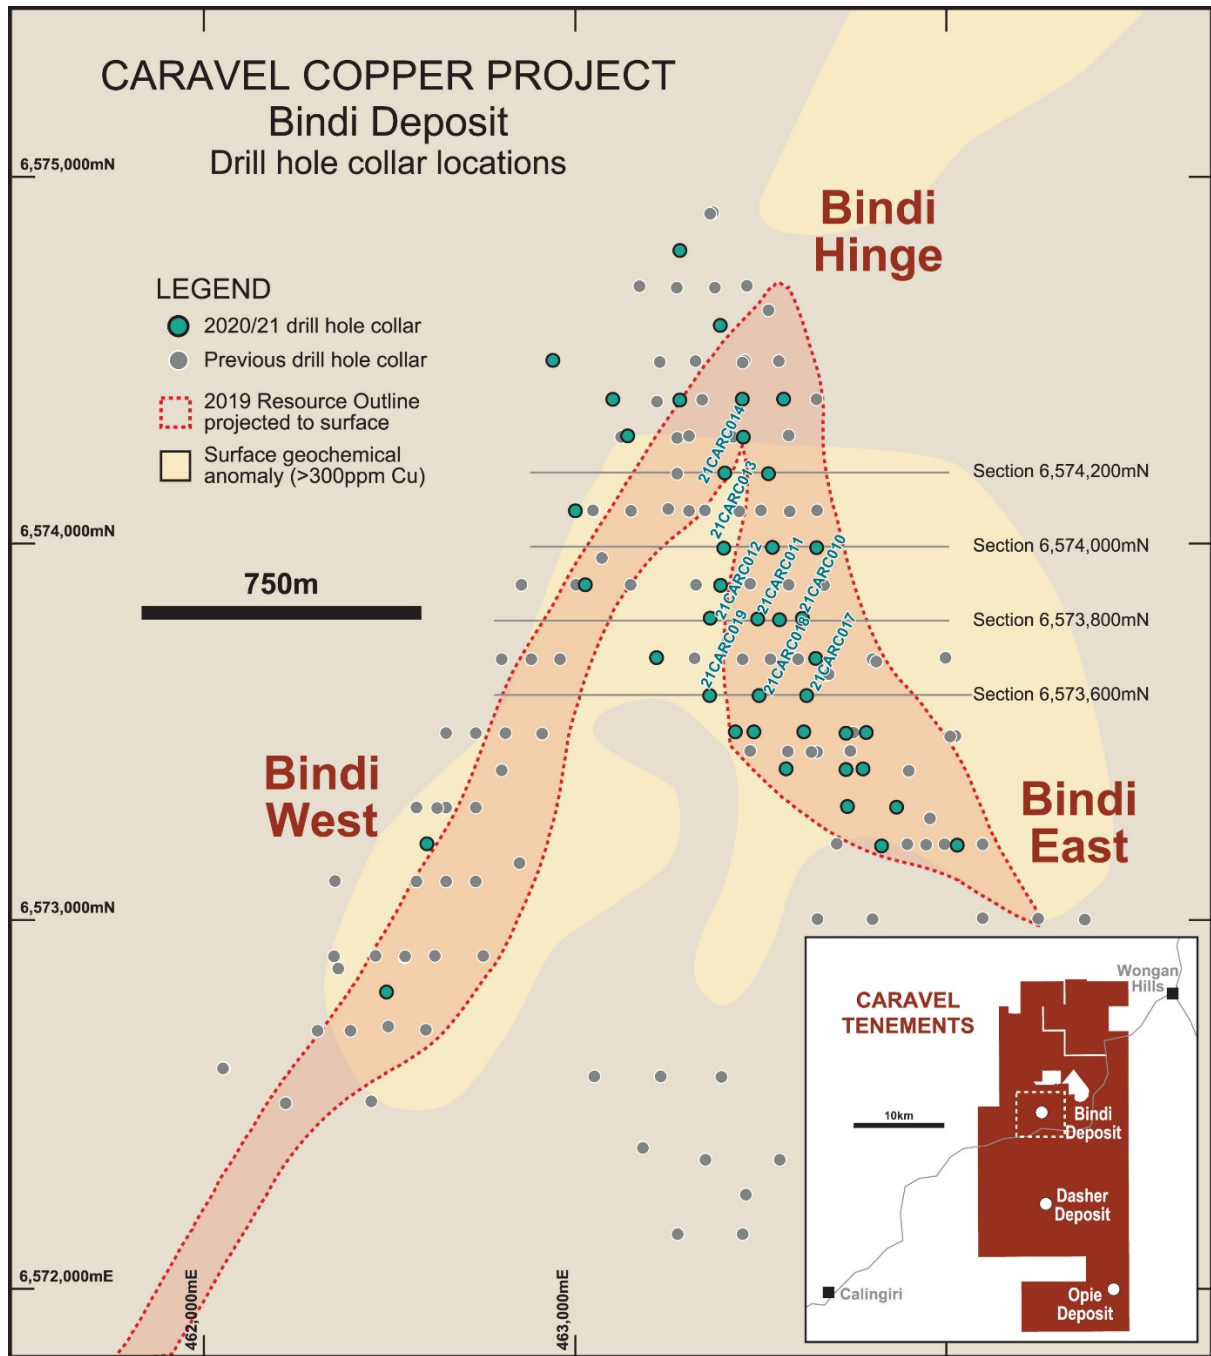 CARAVEL COPPER PROJECT
Bindi Deposit
Drill hole collar locations
6,575,000mN
Bindi
Hinge
LEGEND
2020/21 drill hole collar
Previous drill hole collar
2019 Resource Outline
projected to surface
Surface geochemical
anomaly (>300ppm Cu)
21CARC014
Section 6,574,200mN
21CARC013
6,574,000mN
Section 6,574,000mN
21CARC012
21CARC011
21CARC010
750m
Section 6,573,800mN
21CARC019
21CARC018
21CARC017
Section 6,573,600mN
Bindi
West
Bindi
East
6,573,000mN
6,572,000mE
462,000mE
463,000mE
CARAVEL
TENEMENTS
Wongan
Hills
10km
Bindi
Deposit
Dasher
Deposit
Opie
Deposit
Calingiri